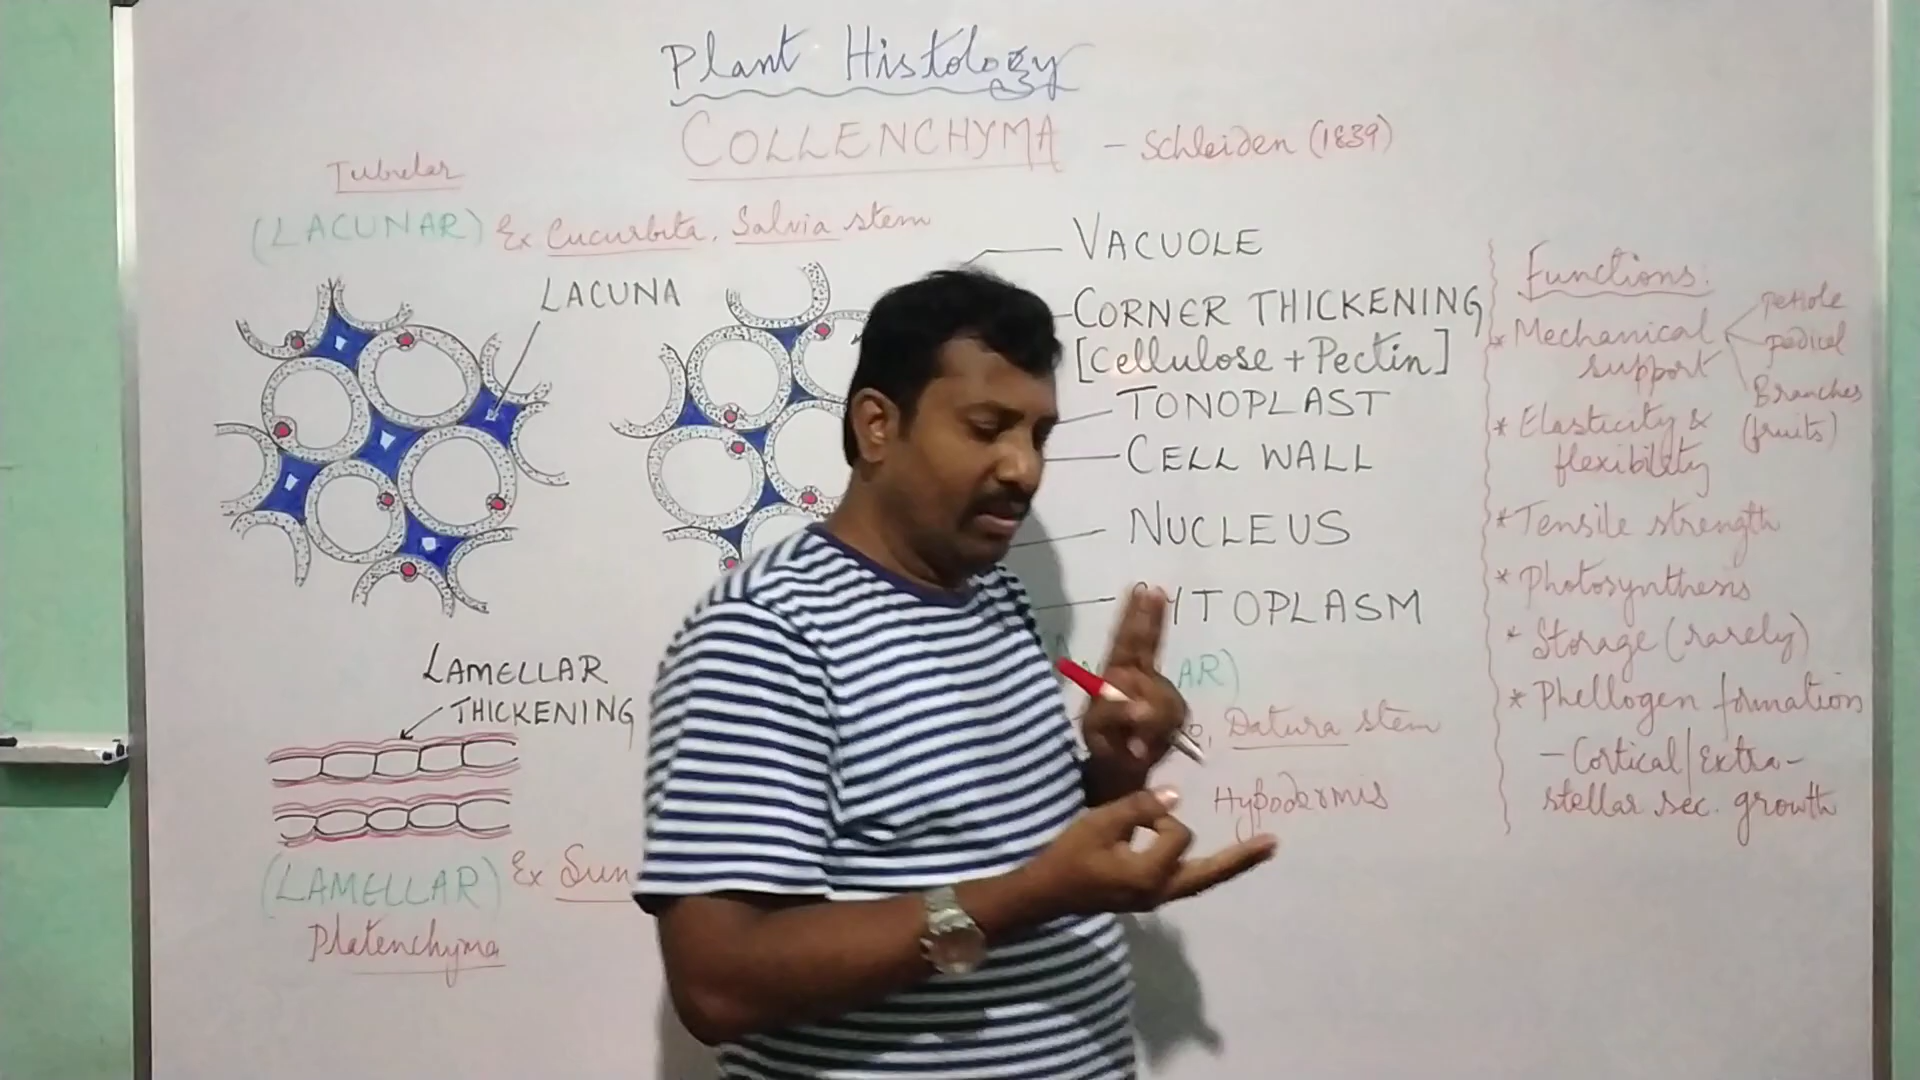 Plant Histology
COLLENCHYMA - Schleiden (1839)
Tubular
(LACUNAR) Ex Cucurbita, Salvia stem
LACUNA
VACUOLE
CORNER THICKENING
[Cellulose + Pectin]
TONOPLAST
CELL WALL
NUCLEUS
CYTOPLASM
AR)
Datura stem
Hypodermis
LAMELLAR
THICKENING
(LAMELLAR) Ex Sun
Platenchyma
Functions.
* Mechanical
support
petiole
pedicel
Branches
(fruits)
* Elasticity &
flexibility
* Tensile strength
* Photosynthesis
* Storage (rarely)
* Phellogen formation
- Cortical/Extra-
stellar sec. growth